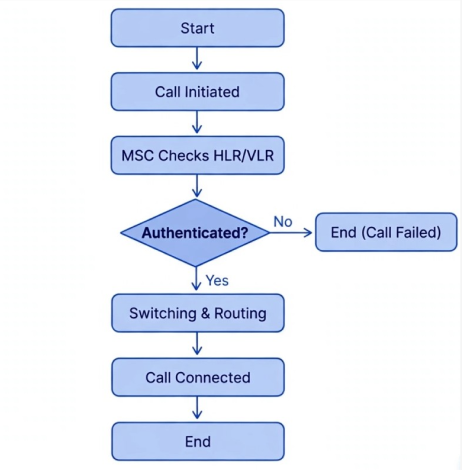 Start
Call Initiated
MSC Checks HLR/VLR
Authenticated?
No
End (Call Failed)
Yes
Switching & Routing
Call Connected
End